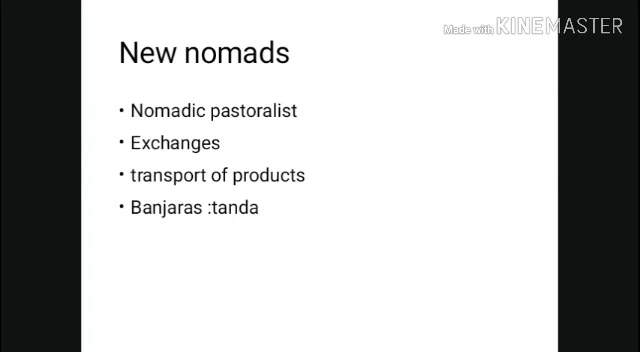 Made with KINEMASTER
New nomads
• Nomadic pastoralist
• Exchanges
• transport of products
• Banjaras :tanda